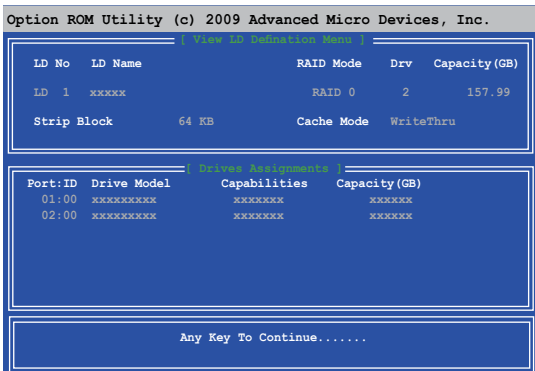 Option ROM Utility (c) 2009 Advanced Micro Devices, Inc.
[ View LD Defination Menu ]
LD No LD Name RAID Mode Drv Capacity(GB)
LD 1 xxxxx RAID 0 2 157.99
Strip Block 64 KB Cache Mode WriteThru
[ Drives Assignments ]
Port:ID Drive Model Capabilities Capacity(GB)
01:00 xxxxxxxxx xxxxxxx xxxxxx
02:00 xxxxxxxxx xxxxxxx xxxxxx
Any Key To Continue.......